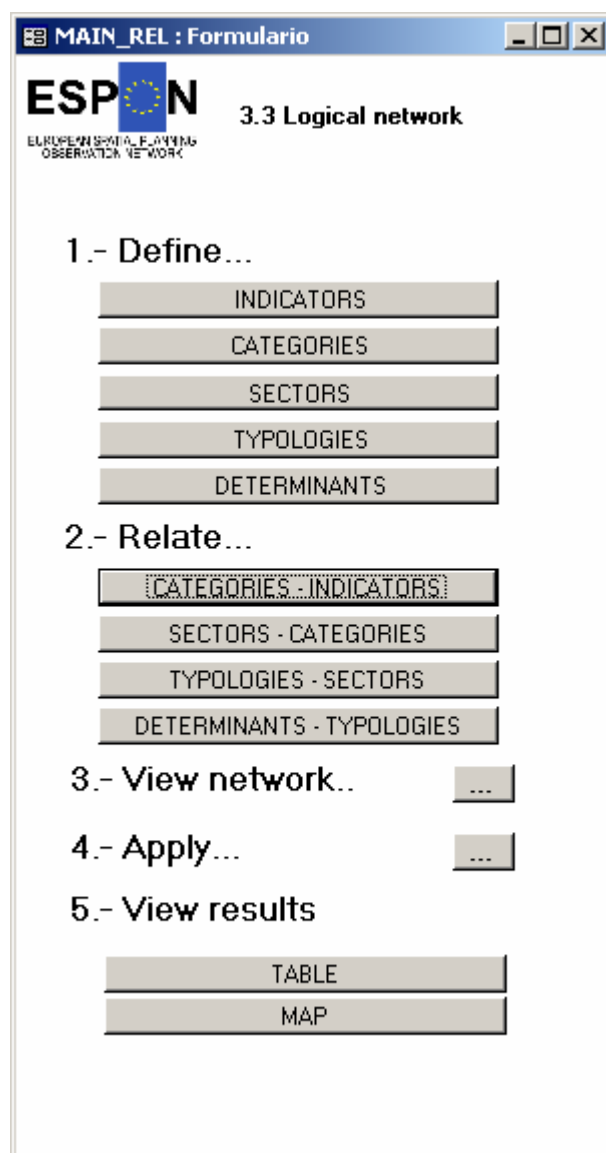 MAIN_REL : Formulario
ESPON
EUROPEAN SPATIAL PLANNING
OBSERVATION NETWORK
3.3 Logical network
1.- Define...
INDICATORS
CATEGORIES
SECTORS
TYPOLOGIES
DETERMINANTS
2.- Relate...
CATEGORIES - INDICATORS
SECTORS - CATEGORIES
TYPOLOGIES - SECTORS
DETERMINANTS - TYPOLOGIES
3.- View network.. ...
4.- Apply... ...
5.- View results
TABLE
MAP